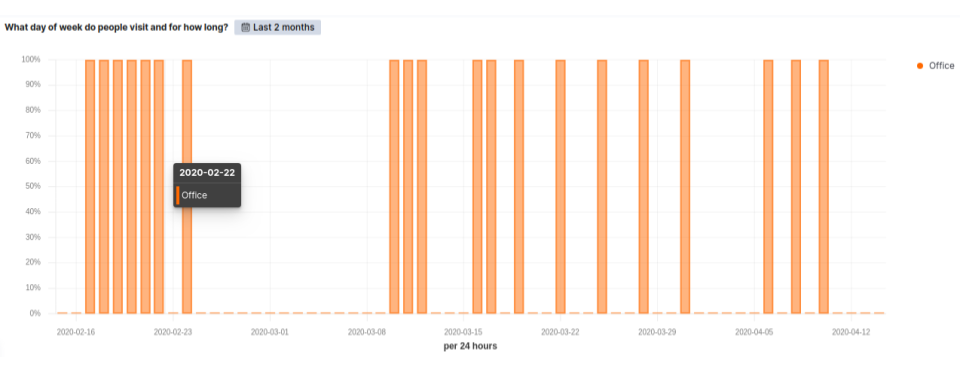 What day of week do people visit and for how long? Last 2 months
100%
90%
80%
70%
60%
50%
40%
30%
20%
10%
0%
Office
2020-02-22
Office
2020-02-16 2020-02-23 2020-03-01 2020-03-08 2020-03-15 2020-03-22 2020-03-29 2020-04-05 2020-04-12
per 24 hours